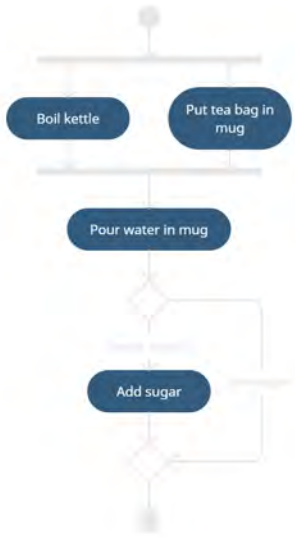 Boil kettle
Put tea bag in
mug
Pour water in mug
Add sugar